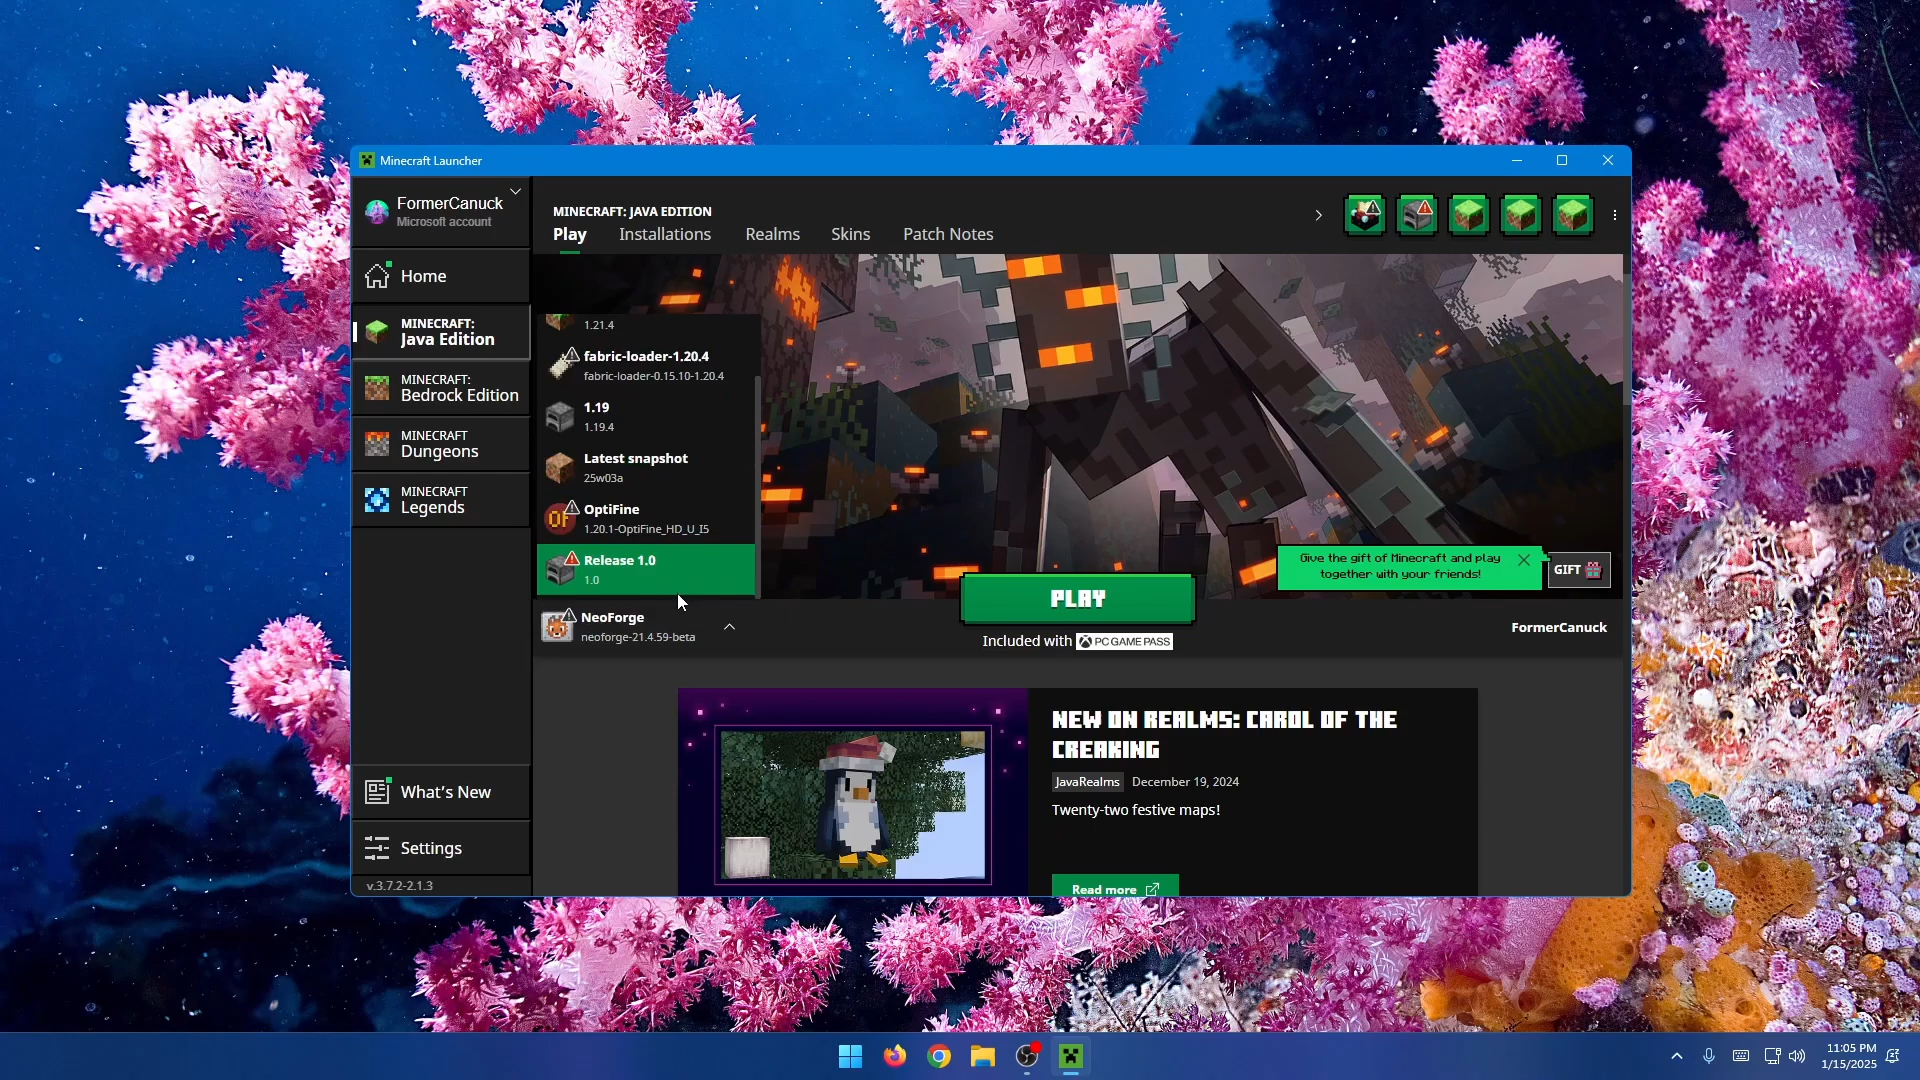 Minecraft Launcher
FormerCanuck
Microsoft account
Home
MINECRAFT:
Java Edition
MINECRAFT:
Bedrock Edition
MINECRAFT
Dungeons
MINECRAFT
Legends
What's New
Settings
v.3.7.2-2.1.3
MINECRAFT: JAVA EDITION
Play Installations Realms Skins Patch Notes
1.21.4
fabric-loader-1.20.4
fabric-loader-0.15.10-1.20.4
1.19
1.19.4
Latest snapshot
25w03a
OptiFine
1.20.1-OptiFine_HD_U_I5
Release 1.0
1.0
NeoForge
neoforge-21.4.59-beta
PLAY
Included with PC GAME PASS
Give the gift of Minecraft and play
together with your friends!
GIFT
FormerCanuck
NEW ON REALMS: CAROL OF THE
CREAKING
JavaRealms December 19, 2024
Twenty-two festive maps!
Read more
11:05 PM
1/15/2025